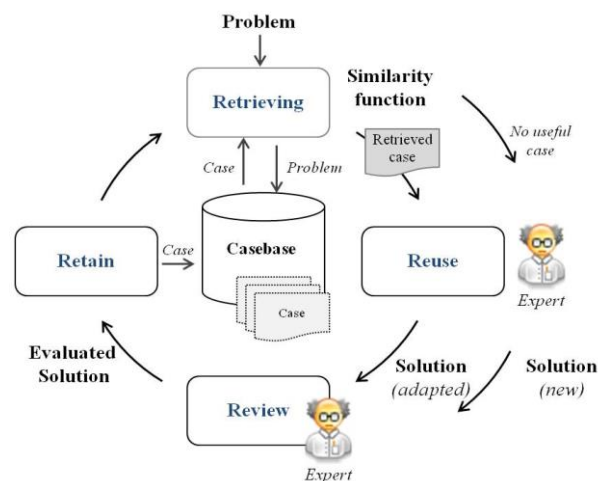 Problem
Retrieving
Similarity
function
No useful
case
Retrieved
case
Case
Problem
Retain
Case
Casebase
Case
Reuse
Expert
Evaluated
Solution
Review
Expert
Solution
(adapted)
Solution
(new)